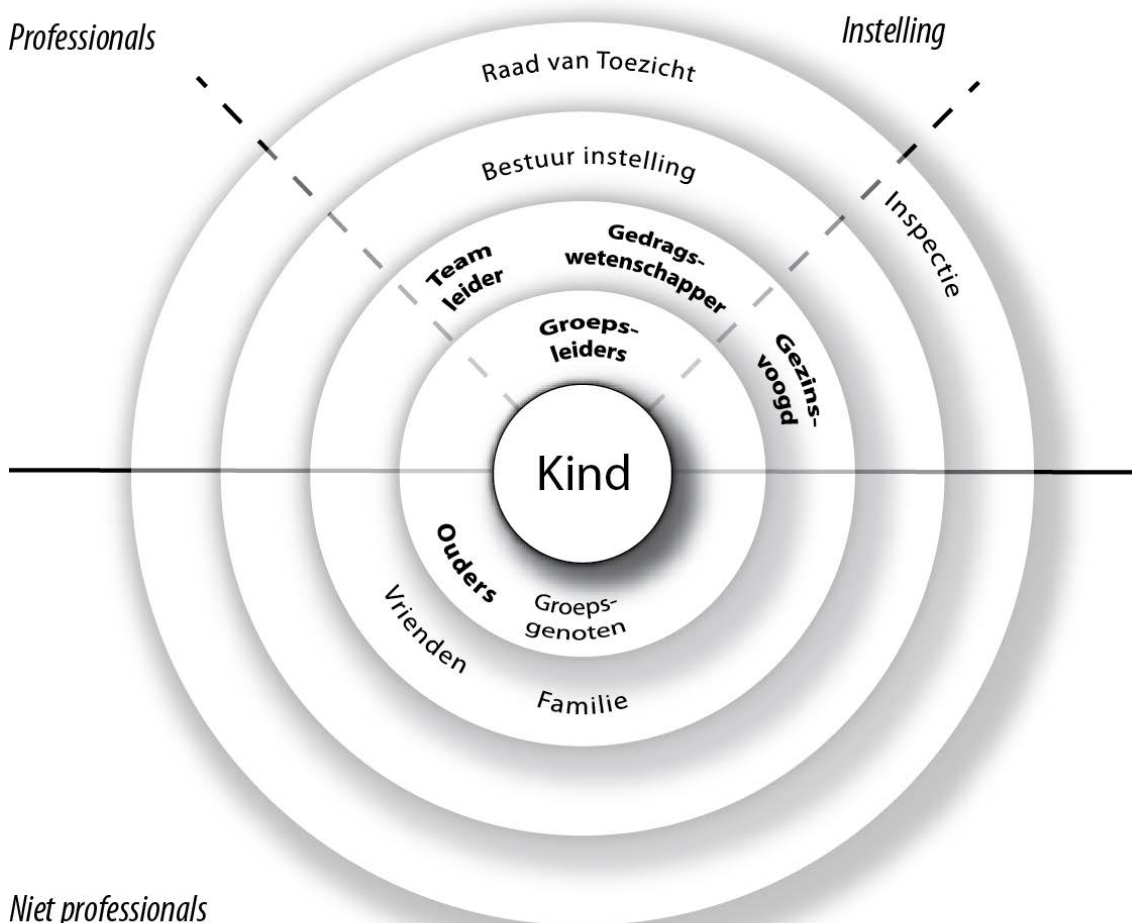 Professionals
Instelling
Raad van Toezicht
Bestuur instelling
Inspectie
Team
leider
Gedrags-
wetenschapper
Groeps-
leiders
Gezins-
voogd
Kind
Ouders
Groeps-
genoten
Vrienden
Familie
Niet professionals